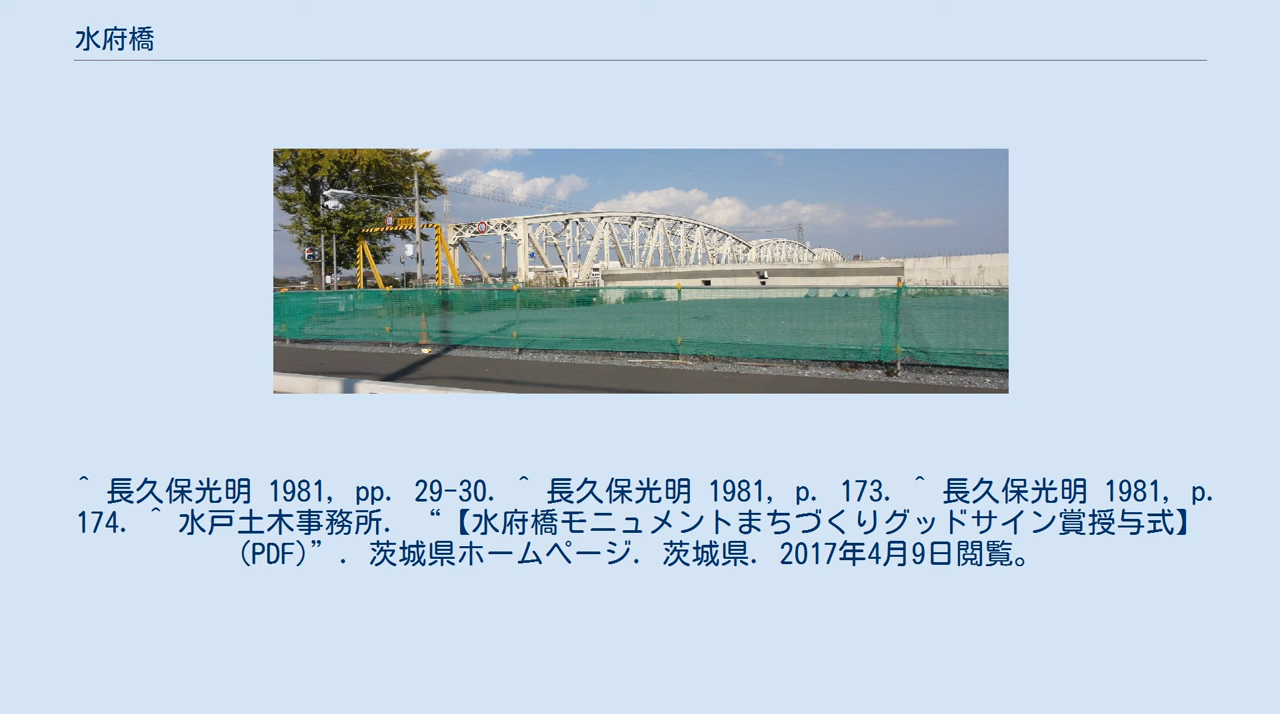 水府橋
^ 長久保光明 1981, pp. 29-30. ^ 長久保光明 1981, p. 173. ^ 長久保光明 1981, p.
174. ^ 水戸土木事務所. “【水府橋モニュメントまちづくりグッドサイン賞授与式】
(PDF)”. 茨城県ホームページ. 茨城県. 2017年4月9日閲覧。